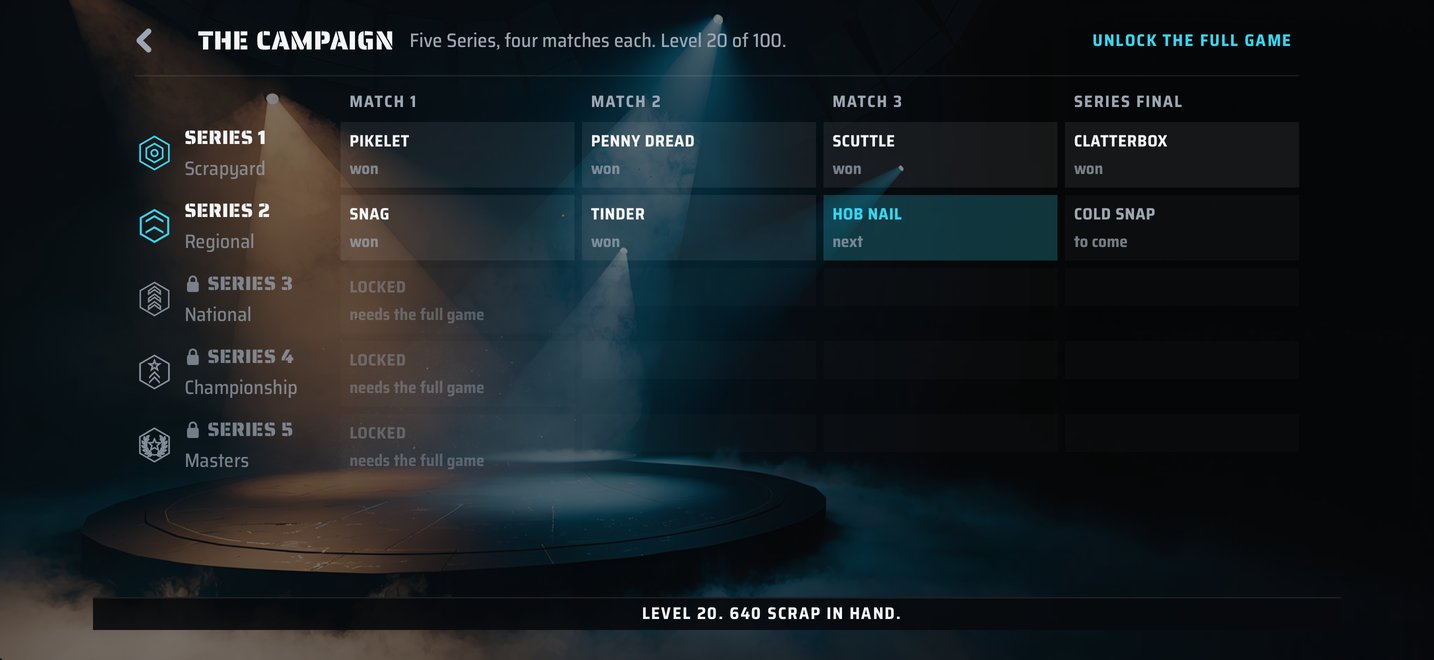 THE CAMPAIGN Five Series, four matches each. Level 20 of 100. UNLOCK THE FULL GAME
MATCH 1 MATCH 2 MATCH 3 SERIES FINAL
SERIES 1 PIKELET PENNY DREAD SCUTTLE CLATTERBOX
Scrapyard won won won won
SERIES 2 SNAG TINDER HOB NAIL COLD SNAP
Regional won won next to come
SERIES 3 LOCKED
National needs the full game
SERIES 4 LOCKED
Championship needs the full game
SERIES 5 LOCKED
Masters needs the full game
LEVEL 20. 640 SCRAP IN HAND.